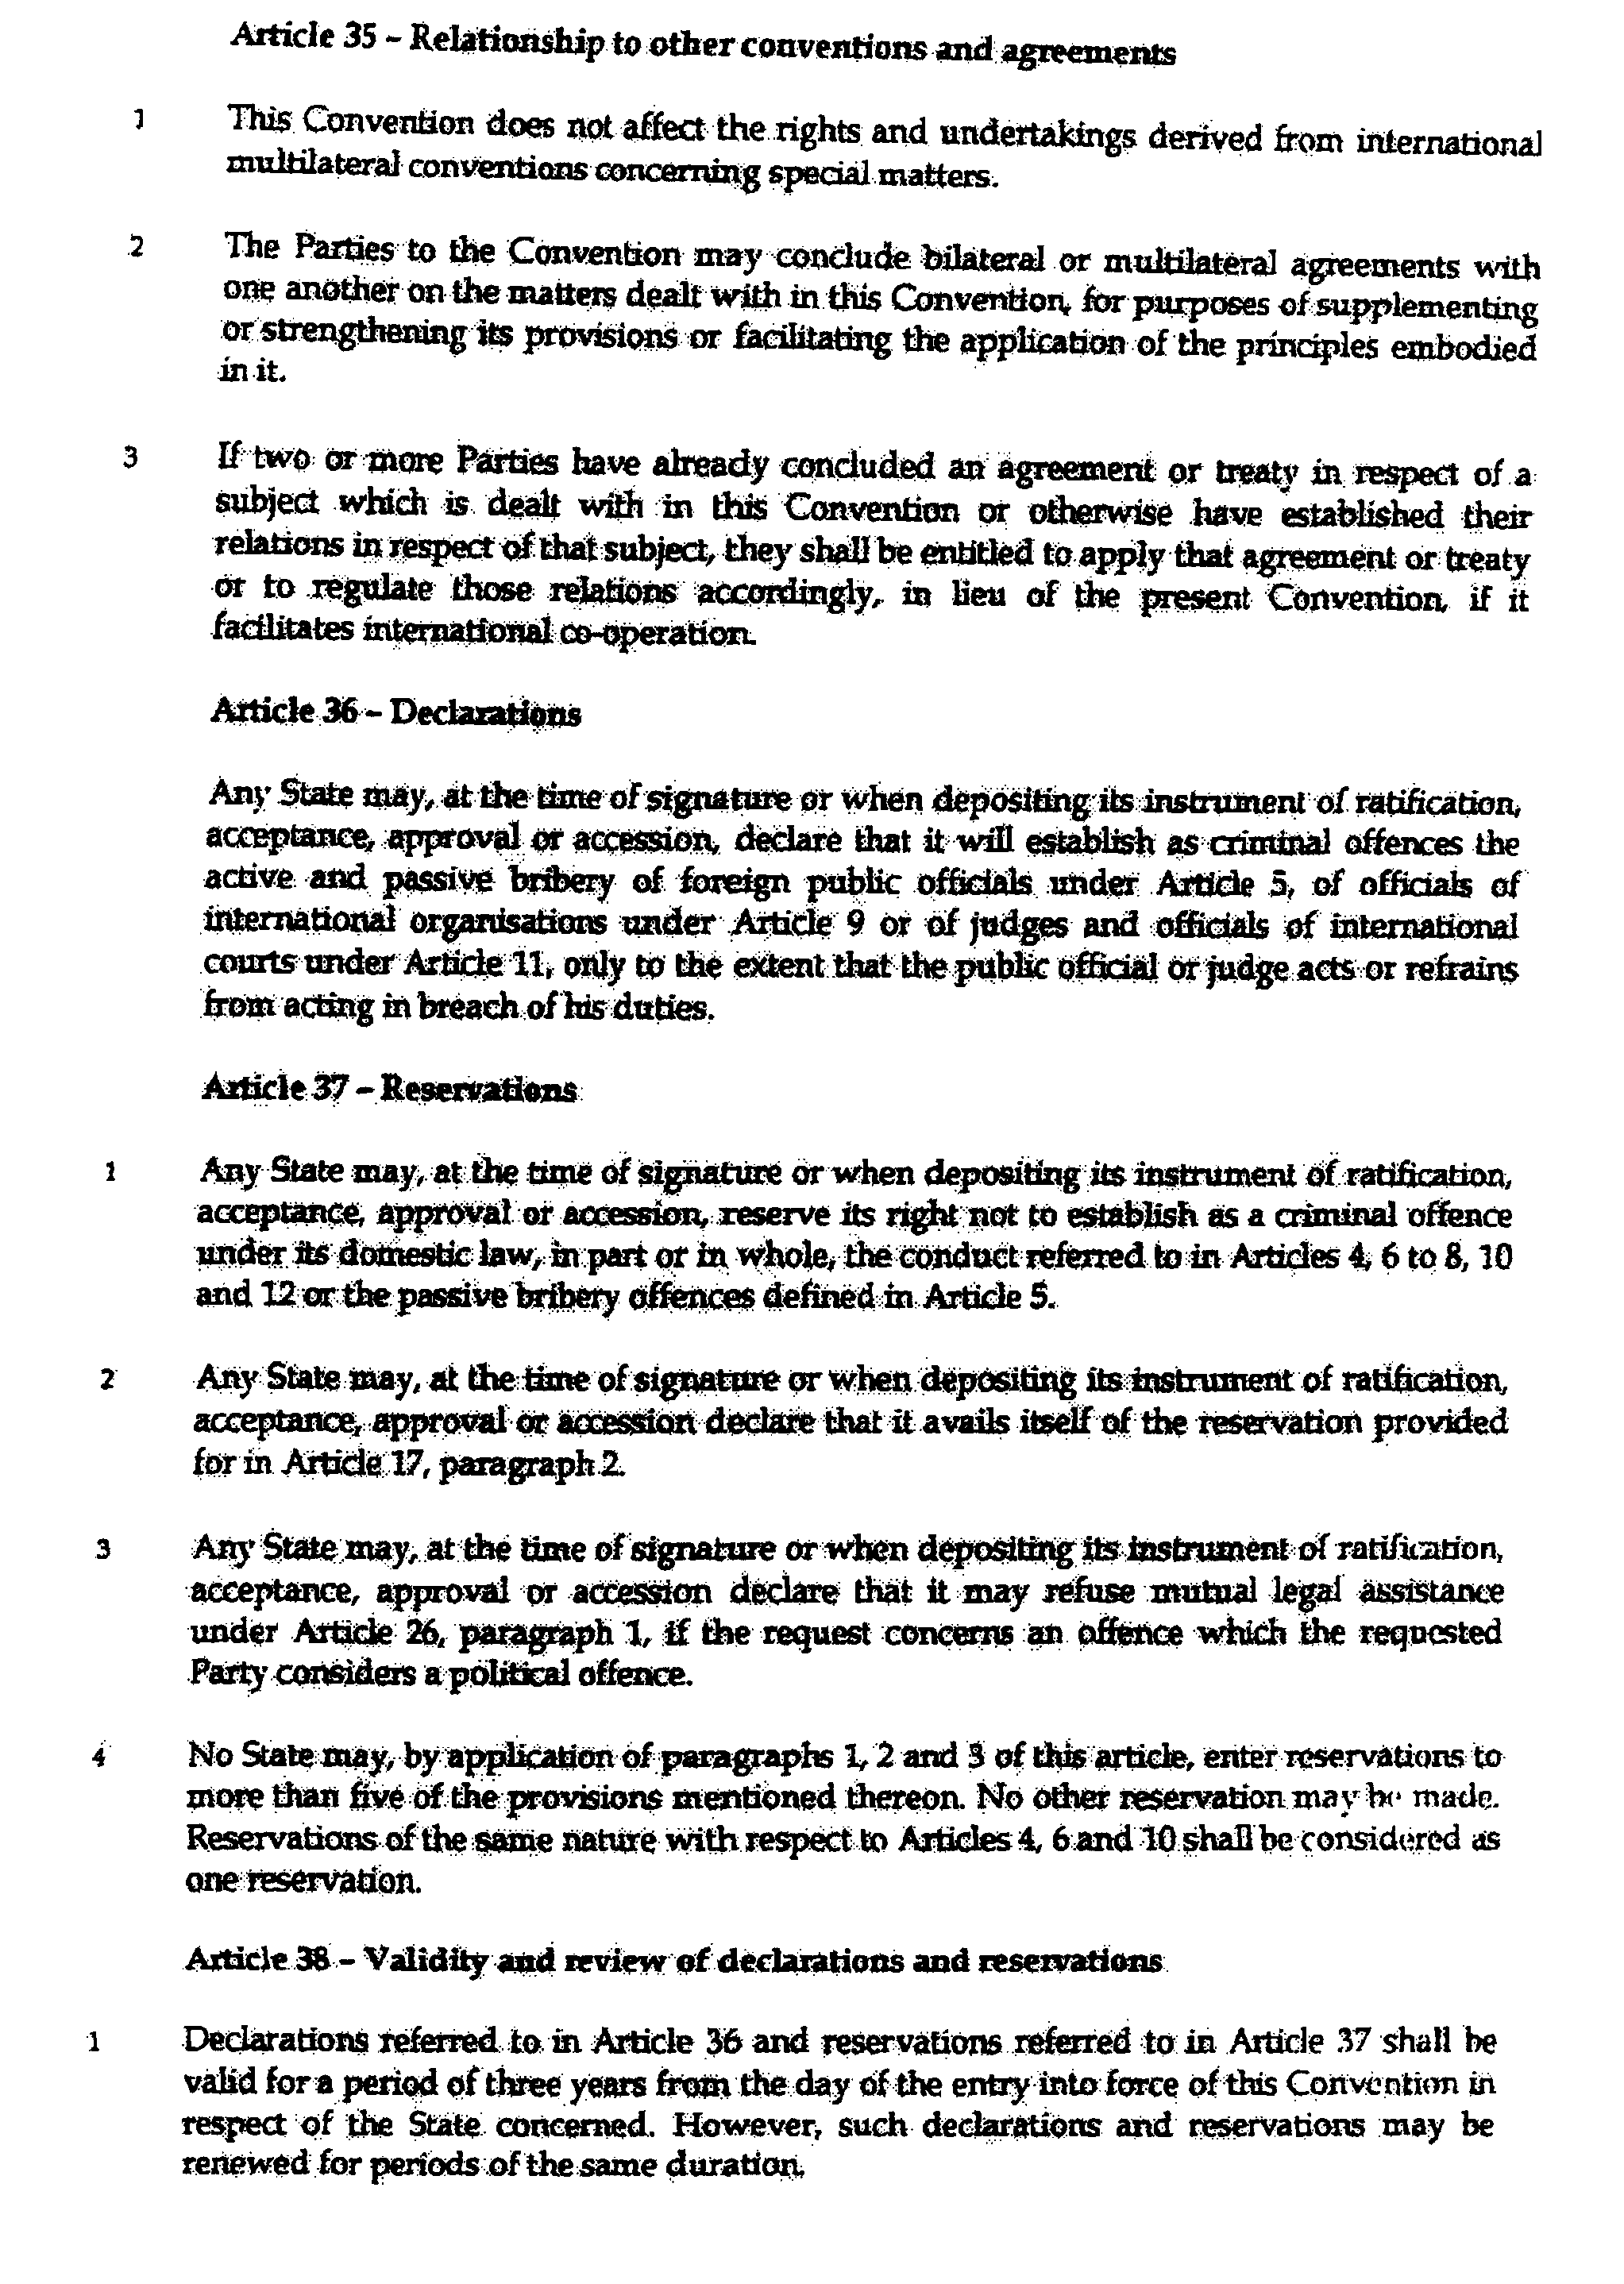 Article 35 – Relationship to other conventions and agreements
1 This Convention does not affect the rights and undertakings derived from international
multilateral conventions concerning special matters.
2 The Parties to the Convention may conclude bilateral or multilateral agreements with
one another on the matters dealt with in this Convention, for purposes of supplementing
or strengthening its provisions or facilitating the application of the principles embodied
in it.
3 If two or more Parties have already concluded an agreement or treaty in respect of a
subject which is dealt with in this Convention or otherwise have established their
relations in respect of that subject, they shall be entitled to apply that agreement or treaty
or to regulate those relations accordingly, in lieu of the present Convention, if it
facilitates international co-operation.
Article 36 – Declarations
Any State may, at the time of signature or when depositing its instrument of ratification,
acceptance, approval or accession, declare that it will establish as criminal offences the
active and passive bribery of foreign public officials under Article 5, of officials of
international organisations under Article 9 or of judges and officials of international
courts under Article 11, only to the extent that the public official or judge acts or refrains
from acting in breach of his duties.
Article 37 – Reservations
1 Any State may, at the time of signature or when depositing its instrument of ratification,
acceptance, approval or accession, reserve its right not to establish as a criminal offence
under its domestic law, in part or in whole, the conduct referred to in Articles 4, 6 to 8, 10
and 12 or the passive bribery offences defined in Article 5.
2 Any State may, at the time of signature or when depositing its instrument of ratification,
acceptance, approval or accession declare that it avails itself of the reservation provided
for in Article 17, paragraph 2.
3 Any State may, at the time of signature or when depositing its instrument of ratification,
acceptance, approval or accession declare that it may refuse mutual legal assistance
under Article 26, paragraph 1, if the request concerns an offence which the requested
Party considers a political offence.
4 No State may, by application of paragraphs 1, 2 and 3 of this article, enter reservations to
more than five of the provisions mentioned thereon. No other reservation may be made.
Reservations of the same nature with respect to Articles 4, 6 and 10 shall be considered as
one reservation.
Article 38 – Validity and review of declarations and reservations
1 Declarations referred to in Article 36 and reservations referred to in Article 37 shall be
valid for a period of three years from the day of the entry into force of this Convention in
respect of the State concerned. However, such declarations and reservations may be
renewed for periods of the same duration.